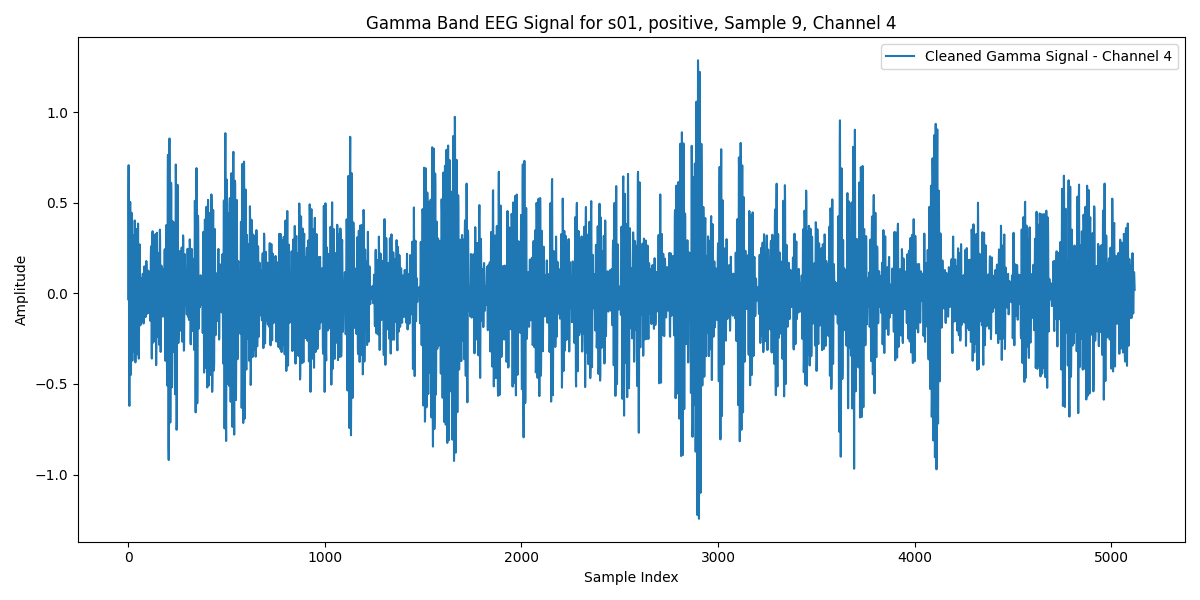 Gamma Band EEG Signal for s01, positive, Sample 9, Channel 4
Cleaned Gamma Signal - Channel 4
Amplitude
1.0
0.5
0.0
−0.5
−1.0
0 1000 2000 3000 4000 5000
Sample Index